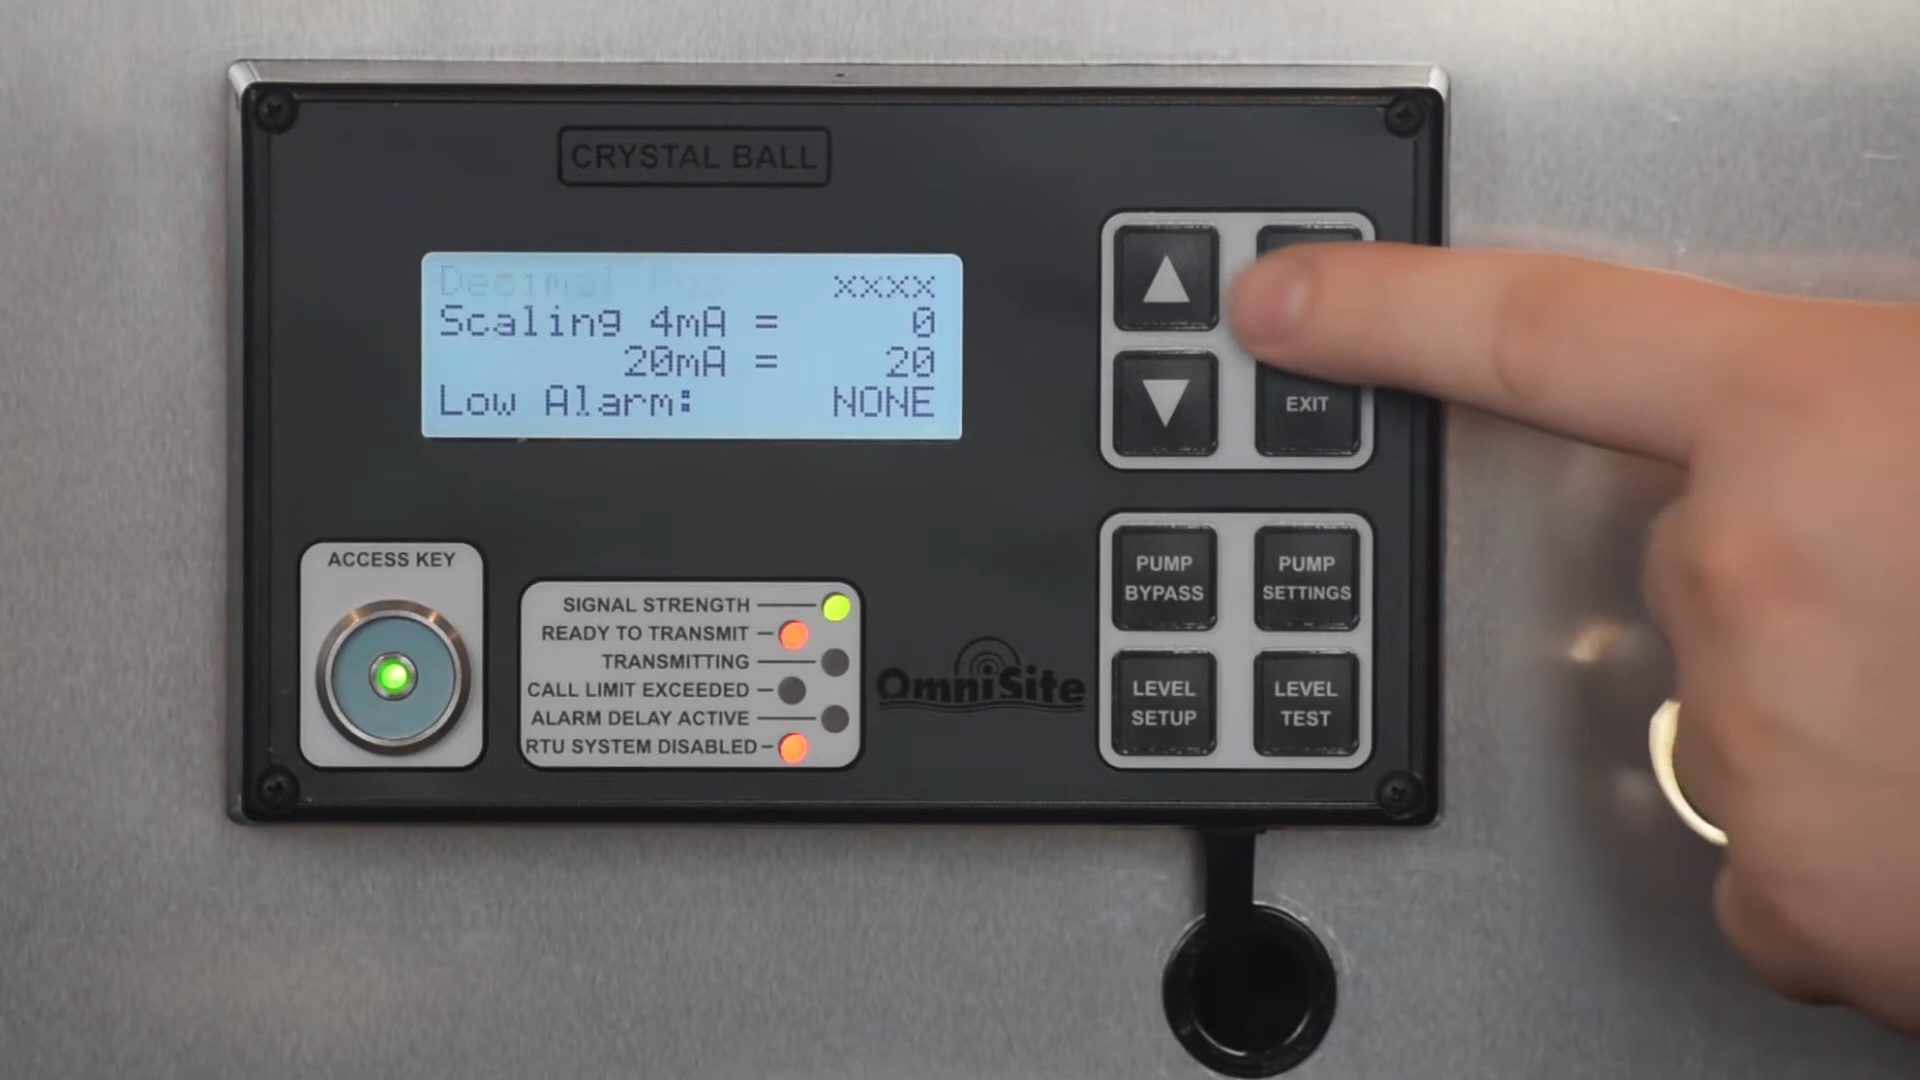 CRYSTAL BALL
Decimal Pos xxxx
Scaling 4mA = 0
20mA = 20
Low Alarm: NONE
EXIT
ACCESS KEY
SIGNAL STRENGTH
READY TO TRANSMIT
TRANSMITTING
CALL LIMIT EXCEEDED
ALARM DELAY ACTIVE
RTU SYSTEM DISABLED
OmniSite
PUMP
BYPASS
PUMP
SETTINGS
LEVEL
SETUP
LEVEL
TEST